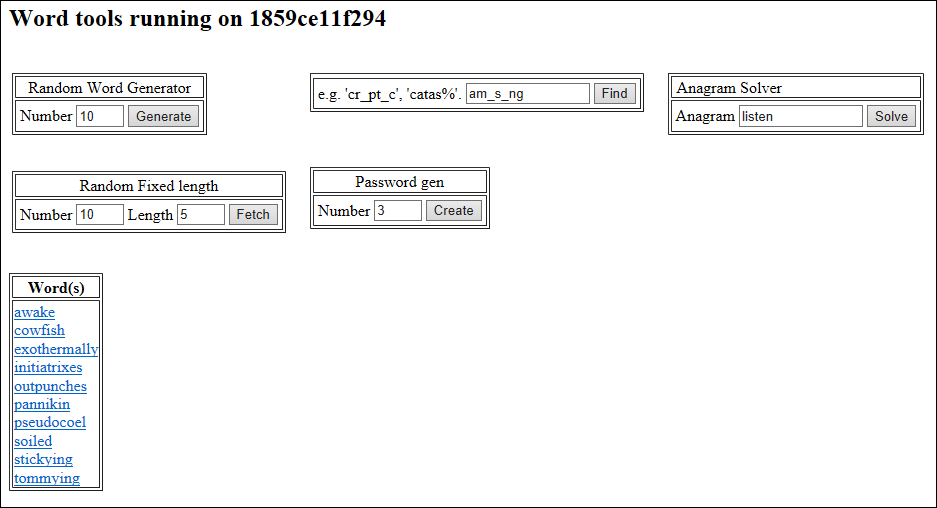 Word tools running on 1859ce11f294
Random Word Generator
Number 10 Generate
e.g. 'cr_pt_c', 'catas%'. am_s_ng Find
Anagram Solver
Anagram listen Solve
Random Fixed length
Number 10 Length 5 Fetch
Password gen
Number 3 Create
Word(s)
awake
cowfish
exothermally
initiatrixes
outpunches
pannikin
pseudocoel
soiled
stickying
tommying